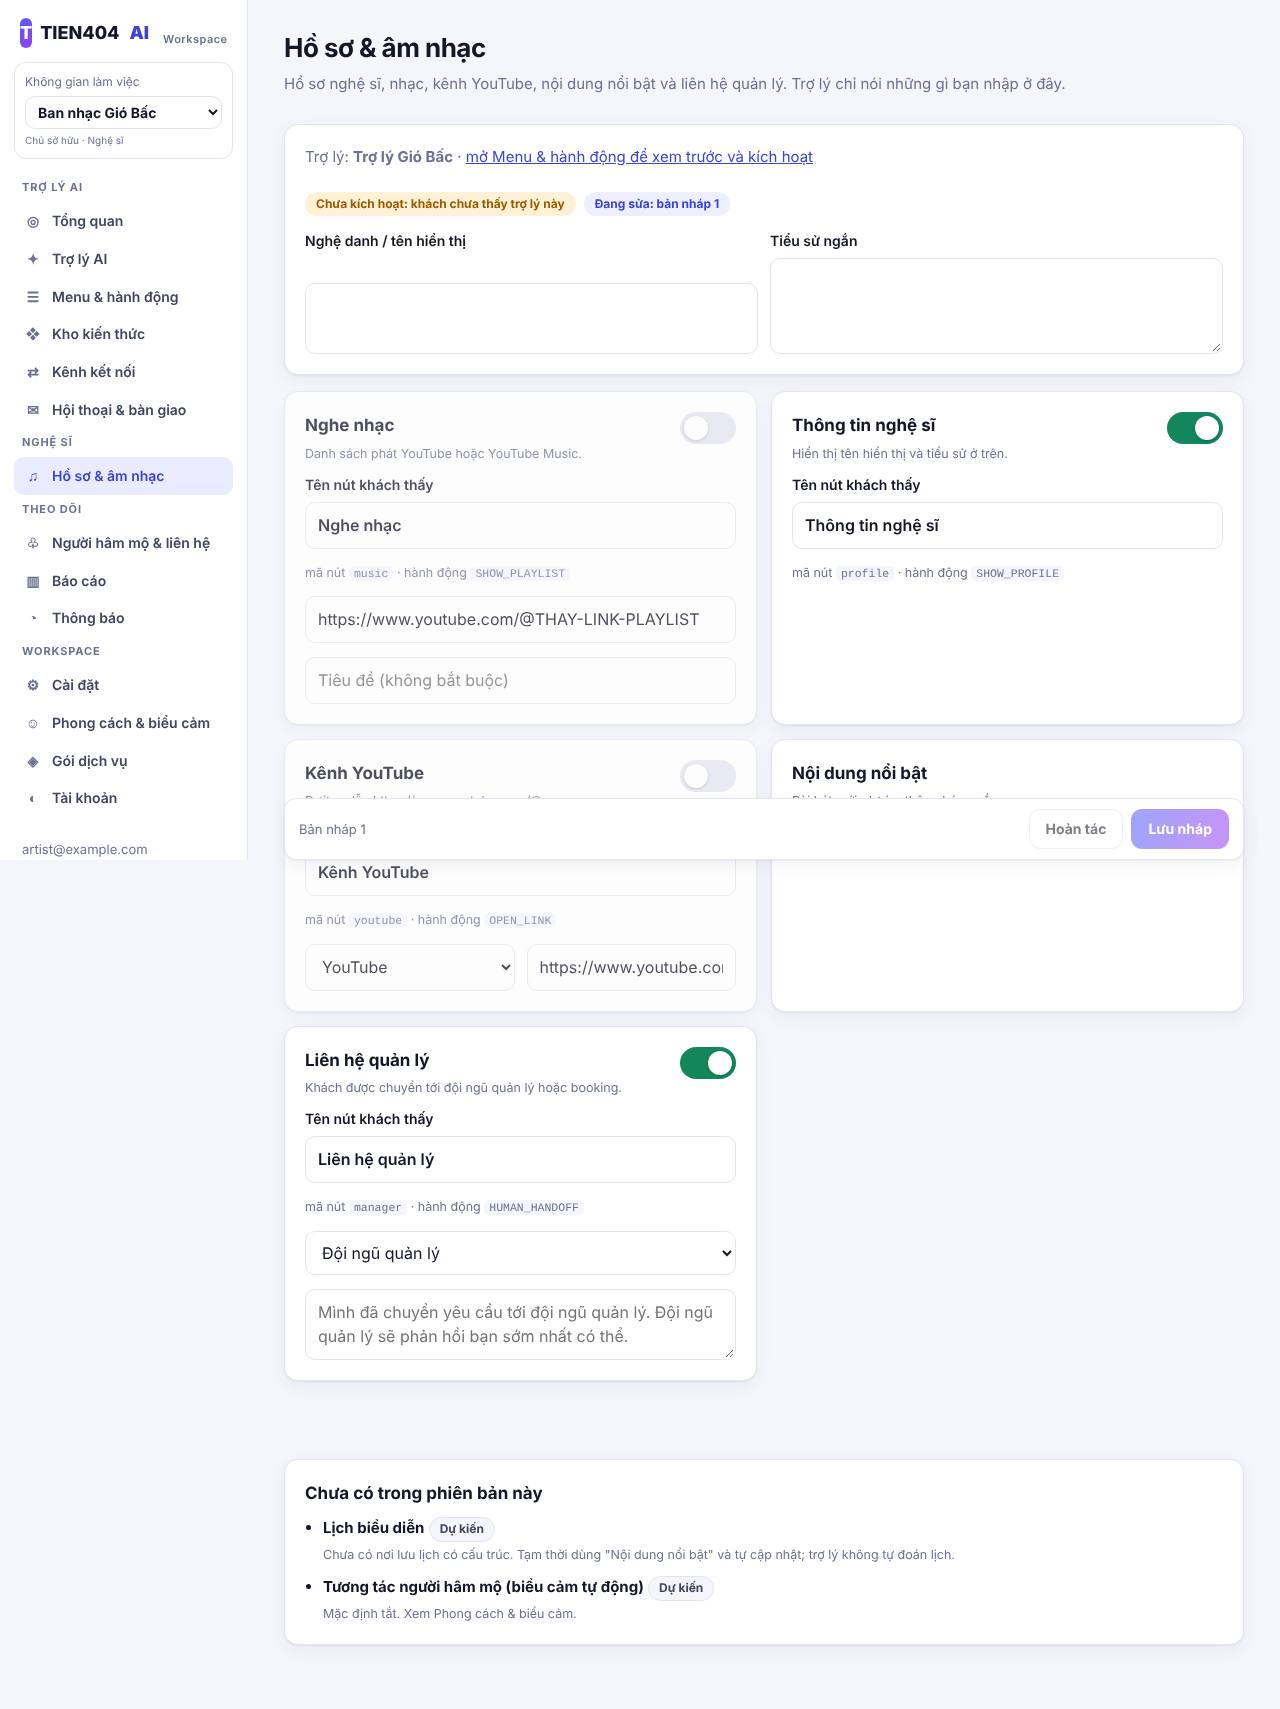 TIEN404 AI Workspace
Không gian làm việc
Ban nhạc Gió Bấc
Chủ sở hữu · Nghệ sĩ
TRỢ LÝ AI
Tổng quan
Trợ lý AI
Menu & hành động
Kho kiến thức
Kênh kết nối
Hội thoại & bàn giao
NGHỆ SĨ
Hồ sơ & âm nhạc
THEO DÕI
Người hâm mộ & liên hệ
Báo cáo
Thông báo
WORKSPACE
Cài đặt
Phong cách & biểu cảm
Gói dịch vụ
Tài khoản
artist@example.com
Hồ sơ & âm nhạc
Hồ sơ nghệ sĩ, nhạc, kênh YouTube, nội dung nổi bật và liên hệ quản lý. Trợ lý chỉ nói những gì bạn nhập ở đây.
Trợ lý: Trợ lý Gió Bấc · mở Menu & hành động để xem trước và kích hoạt
Chưa kích hoạt: khách chưa thấy trợ lý này
Đang sửa: bản nháp 1
Nghệ danh / tên hiển thị
Tiểu sử ngắn
Nghe nhạc
Danh sách phát YouTube hoặc YouTube Music.
Tên nút khách thấy
Nghe nhạc
mã nút music · hành động SHOW_PLAYLIST
https://www.youtube.com/@THAY-LINK-PLAYLIST
Tiêu đề (không bắt buộc)
Thông tin nghệ sĩ
Hiển thị tên hiển thị và tiểu sử ở trên.
Tên nút khách thấy
Thông tin nghệ sĩ
mã nút profile · hành động SHOW_PROFILE
Kênh YouTube
Kênh YouTube
mã nút youtube · hành động OPEN_LINK
YouTube
https://www.youtube.co
Nội dung nổi bật
Bản nháp 1
Hoàn tác
Lưu nháp
Liên hệ quản lý
Khách được chuyển tới đội ngũ quản lý hoặc booking.
Tên nút khách thấy
Liên hệ quản lý
mã nút manager · hành động HUMAN_HANDOFF
Đội ngũ quản lý
Mình đã chuyển yêu cầu tới đội ngũ quản lý. Đội ngũ
quản lý sẽ phản hồi bạn sớm nhất có thể.
Chưa có trong phiên bản này
Lịch biểu diễn Dự kiến
Chưa có nơi lưu lịch có cấu trúc. Tạm thời dùng "Nội dung nổi bật" và tự cập nhật; trợ lý không tự đoán lịch.
Tương tác người hâm mộ (biểu cảm tự động) Dự kiến
Mặc định tắt. Xem Phong cách & biểu cảm.